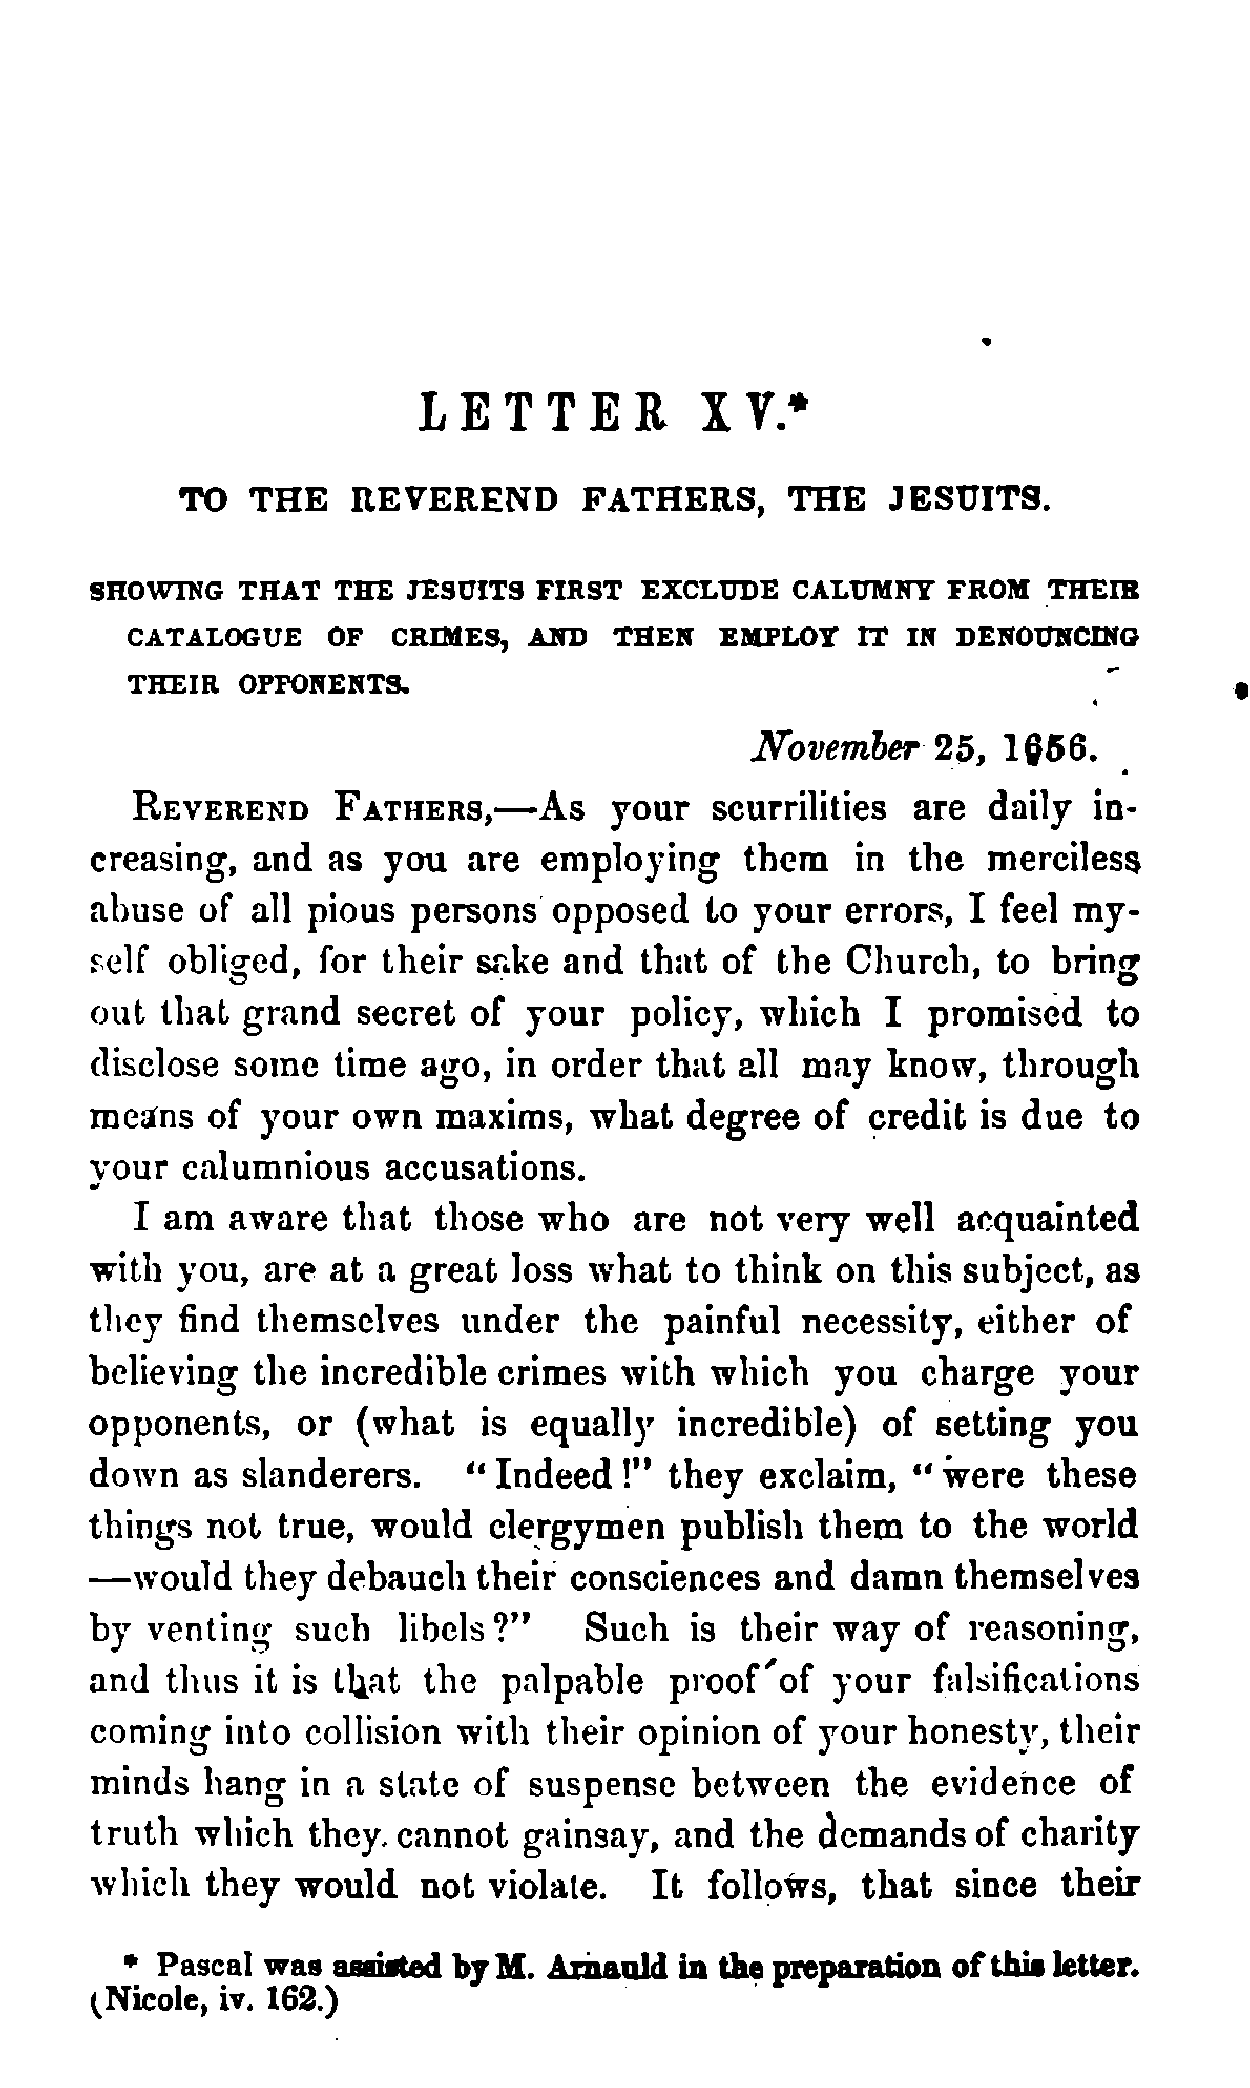 LETTER XV.*
TO THE REVEREND FATHERS, THE JESUITS.
SHOWING THAT THE JESUITS FIRST EXCLUDE CALUMNY FROM THEIR
CATALOGUE OF CRIMES, AND THEN EMPLOY IT IN DENOUNCING
THEIR OPPONENTS.
November 25, 1656.
REVEREND FATHERS,—As your scurrilities are daily in-
creasing, and as you are employing them in the merciless
abuse of all pious persons opposed to your errors, I feel my-
self obliged, for their sake and that of the Church, to bring
out that grand secret of your policy, which I promised to
disclose some time ago, in order that all may know, through
means of your own maxims, what degree of credit is due to
your calumnious accusations.
I am aware that those who are not very well acquainted
with you, are at a great loss what to think on this subject, as
they find themselves under the painful necessity, either of
believing the incredible crimes with which you charge your
opponents, or (what is equally incredible) of setting you
down as slanderers. "Indeed!" they exclaim, "were these
things not true, would clergymen publish them to the world
—would they debauch their consciences and damn themselves
by venting such libels?" Such is their way of reasoning,
and thus it is that the palpable proof of your falsifications
coming into collision with their opinion of your honesty, their
minds hang in a state of suspense between the evidence of
truth which they cannot gainsay, and the demands of charity
which they would not violate. It follows, that since their
* Pascal was assisted by M. Arnauld in the preparation of this letter.
(Nicole, iv. 162.)